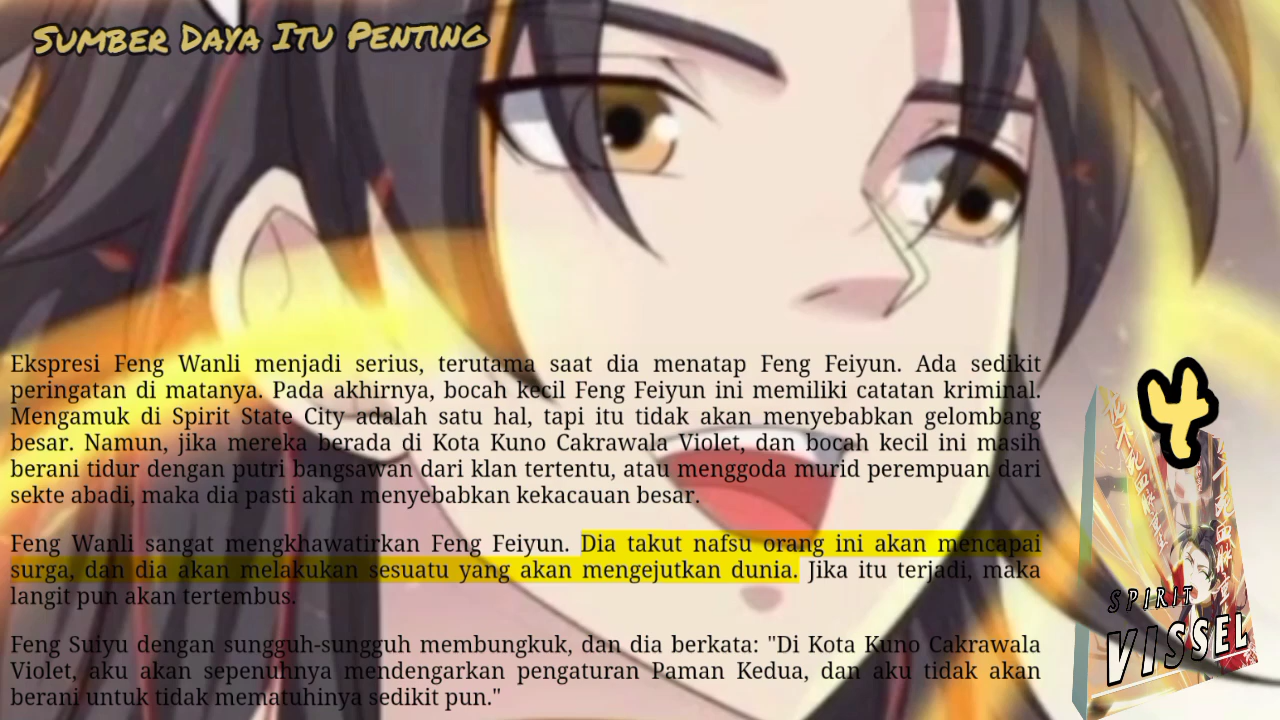 Sumber Daya Itu Penting
Ekspresi Feng Wanli menjadi serius, terutama saat dia menatap Feng Feiyun. Ada sedikit
peringatan di matanya. Pada akhirnya, bocah kecil Feng Feiyun ini memiliki catatan kriminal.
Mengamuk di Spirit State City adalah satu hal, tapi itu tidak akan menyebabkan gelombang
besar. Namun, jika mereka berada di Kota Kuno Cakrawala Violet, dan bocah kecil ini masih
berani tidur dengan putri bangsawan dari klan tertentu, atau menggoda murid perempuan dari
sekte abadi, maka dia pasti akan menyebabkan kekacauan besar.
Feng Wanli sangat mengkhawatirkan Feng Feiyun. Dia takut nafsu orang ini akan mencapai
surga, dan dia akan melakukan sesuatu yang akan mengejutkan dunia. Jika itu terjadi, maka
langit pun akan tertembus.
Feng Suiyu dengan sungguh-sungguh membungkuk, dan dia berkata: "Di Kota Kuno Cakrawala
Violet, aku akan sepenuhnya mendengarkan pengaturan Paman Kedua, dan aku tidak akan
berani untuk tidak mematuhinya sedikit pun."
4
SPIRIT
VISSEL